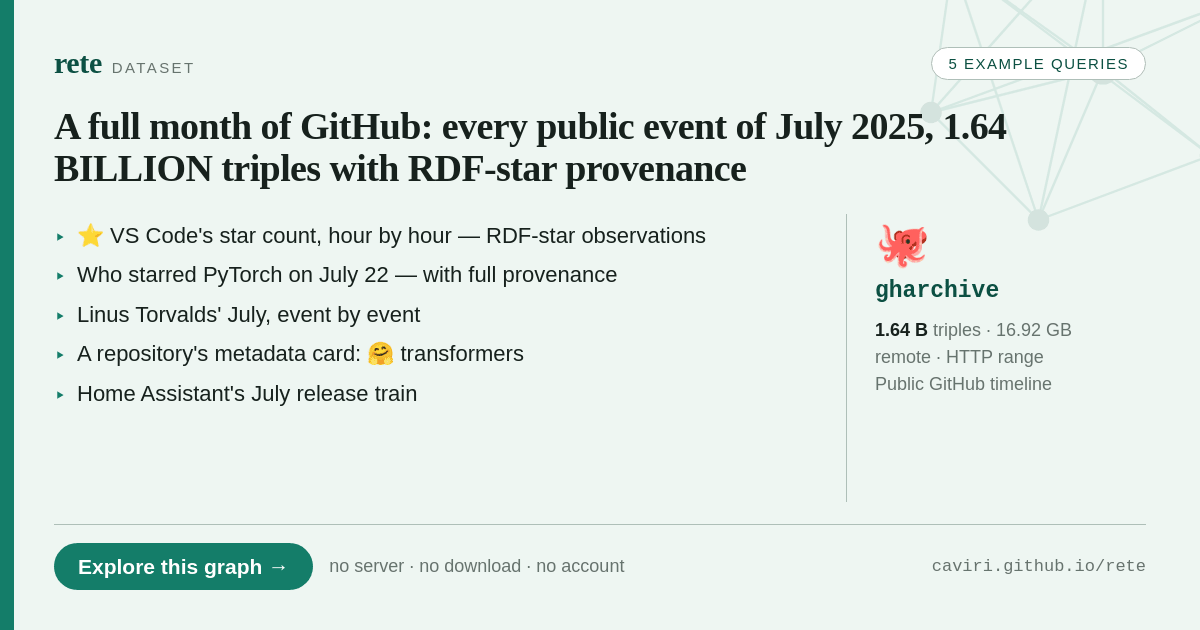 rete DATASET
5 EXAMPLE QUERIES
A full month of GitHub: every public event of July 2025, 1.64
BILLION triples with RDF-star provenance
▸ ⭐ VS Code's star count, hour by hour — RDF-star observations
▸ Who starred PyTorch on July 22 — with full provenance
▸ Linus Torvalds' July, event by event
▸ A repository's metadata card: 🤗 transformers
▸ Home Assistant's July release train
🐙
gharchive
1.64 B triples · 16.92 GB
remote · HTTP range
Public GitHub timeline
Explore this graph →
no server · no download · no account
caviri.github.io/rete